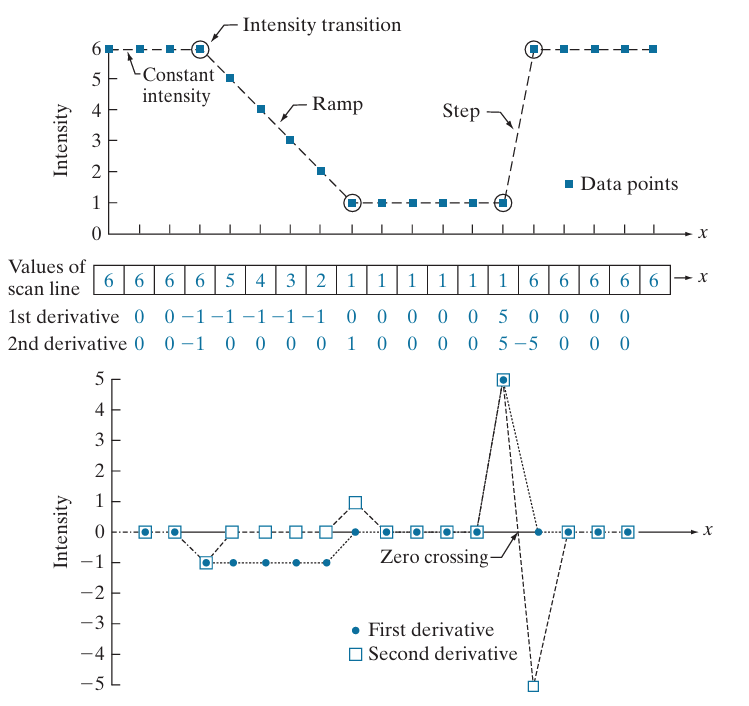 Intensity transition
6
Constant
intensity
5
Ramp
4
Step
3
2
Data points
1
0
x
Intensity
Values of
scan line
6 6 6 6 5 4 3 2 1 1 1 1 1 1 6 6 6 6 6
x
1st derivative 0 0 −1 −1 −1 −1 −1 0 0 0 0 0 5 0 0 0 0
2nd derivative 0 0 −1 0 0 0 0 1 0 0 0 0 5 −5 0 0 0
5
4
3
2
1
0
x
Zero crossing
−1
−2
−3
First derivative
−4
Second derivative
−5
Intensity